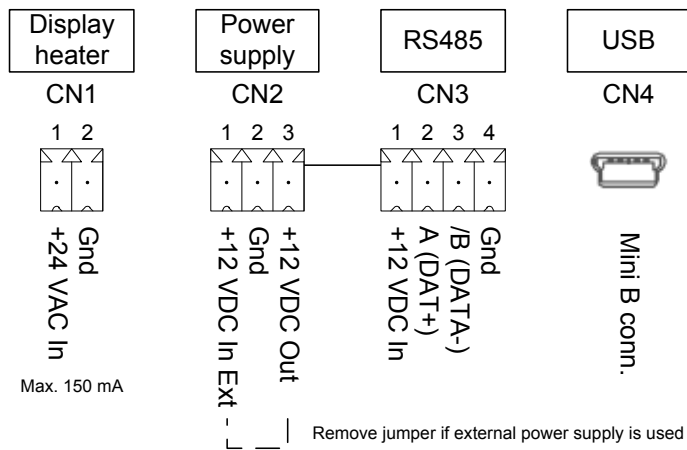 Display
heater
Power
supply
RS485
USB
CN1
CN2
CN3
CN4
1 2
1 2 3
1 2 3 4
+24 VAC In
Gnd
+12 VDC In Ext
Gnd
+12 VDC Out
+12 VDC In
A (DAT+)
/B (DATA-)
Gnd
Mini B conn.
Max. 150 mA
Remove jumper if external power supply is used